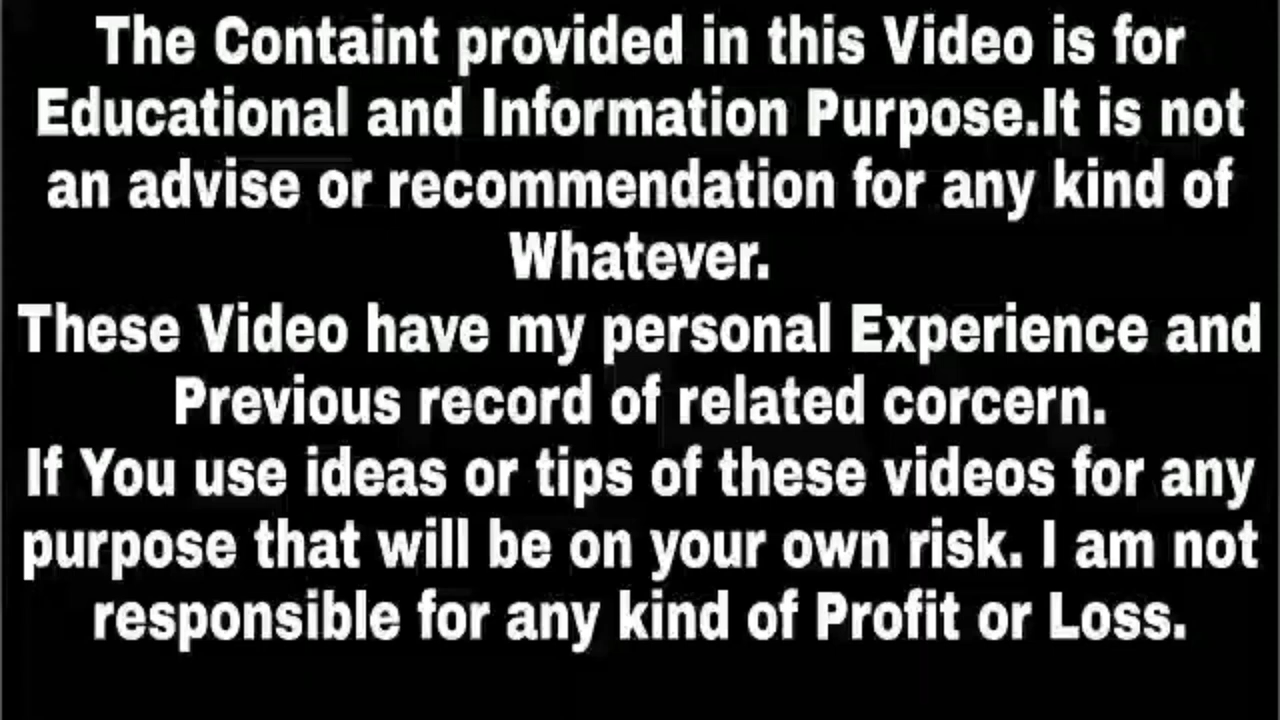 The Containt provided in this Video is for
Educational and Information Purpose.It is not
an advise or recommendation for any kind of
Whatever.
These Video have my personal Experience and
Previous record of related corcern.
If You use ideas or tips of these videos for any
purpose that will be on your own risk. I am not
responsible for any kind of Profit or Loss.